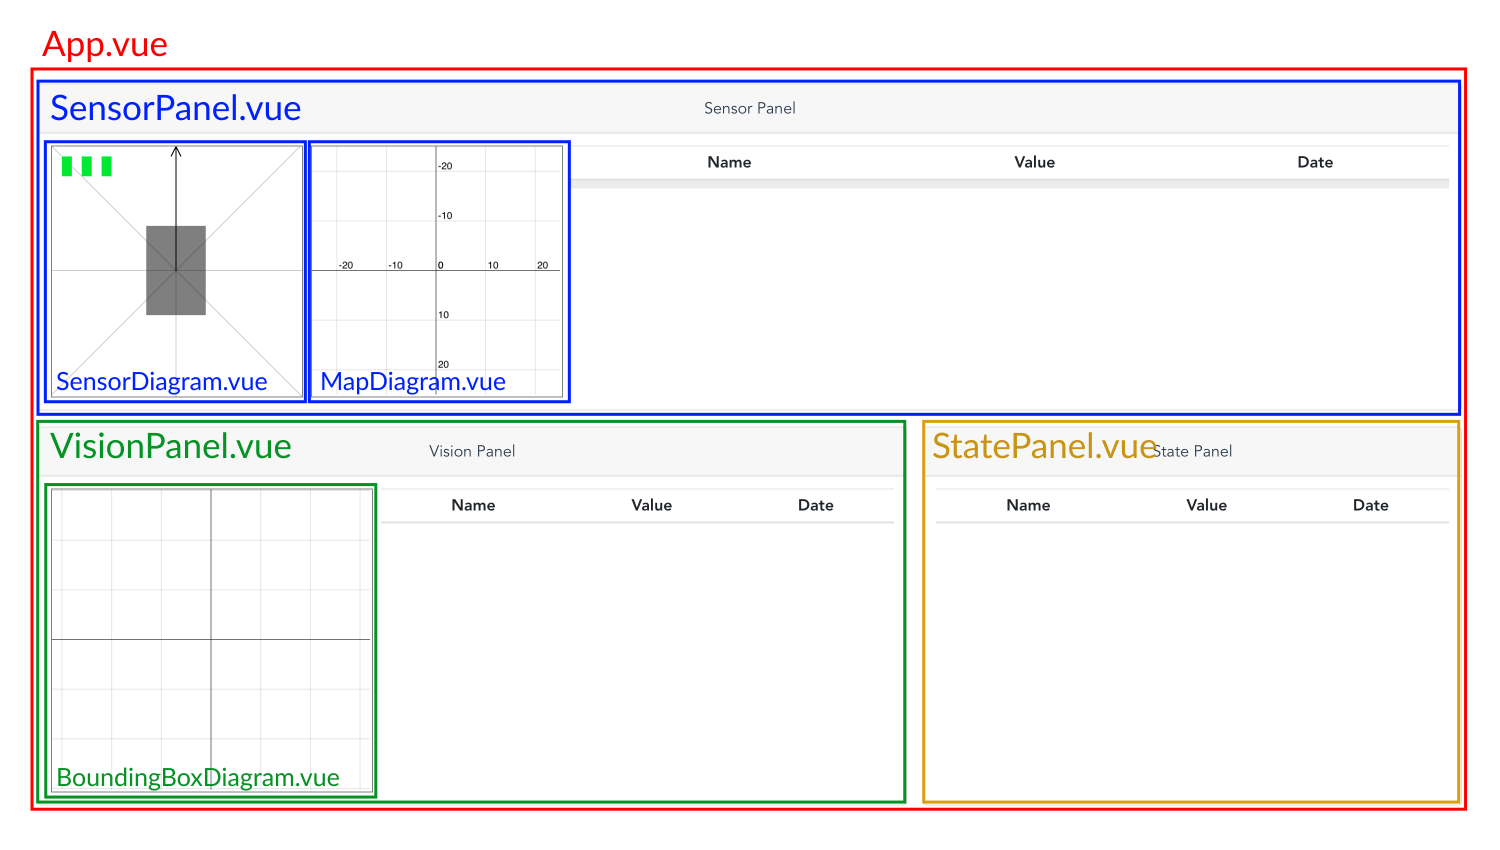 App.vue
SensorPanel.vue
Sensor Panel
Name Value Date
-20
-10
-20 -10 0 10 20
10
20
SensorDiagram.vue
MapDiagram.vue
VisionPanel.vue
Vision Panel
Name Value Date
BoundingBoxDiagram.vue
StatePanel.vue
State Panel
Name Value Date